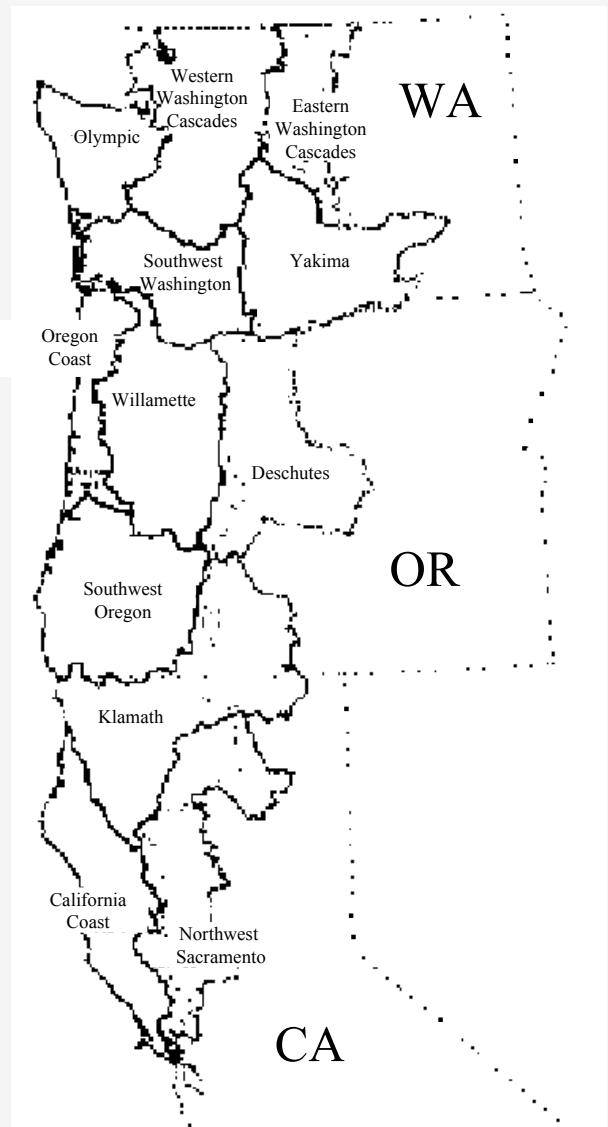 Western
Washington
Cascades
WA
Eastern
Washington
Cascades
Olympic
Southwest
Washington
Yakima
Oregon
Coast
Willamette
Deschutes
OR
Southwest
Oregon
Klamath
California
Coast
Northwest
Sacramento
CA